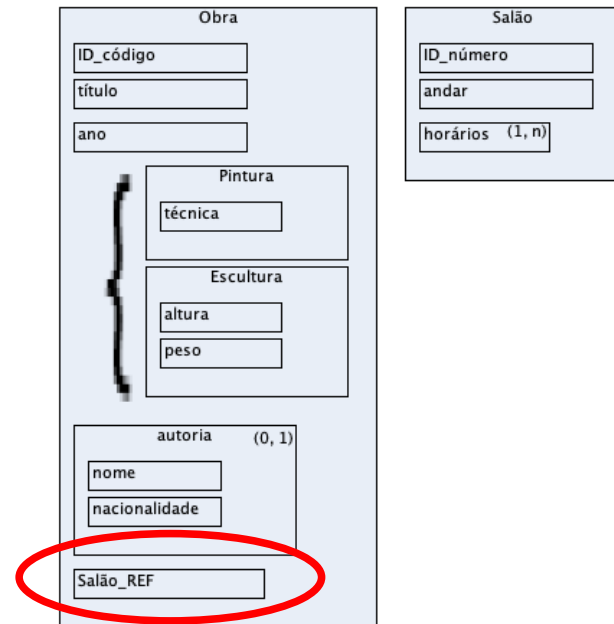 Obra
ID_código
título
ano
Pintura
técnica
Escultura
altura
peso
autoria (0, 1)
nome
nacionalidade
Salão_REF
Salão
ID_número
andar
horários (1, n)